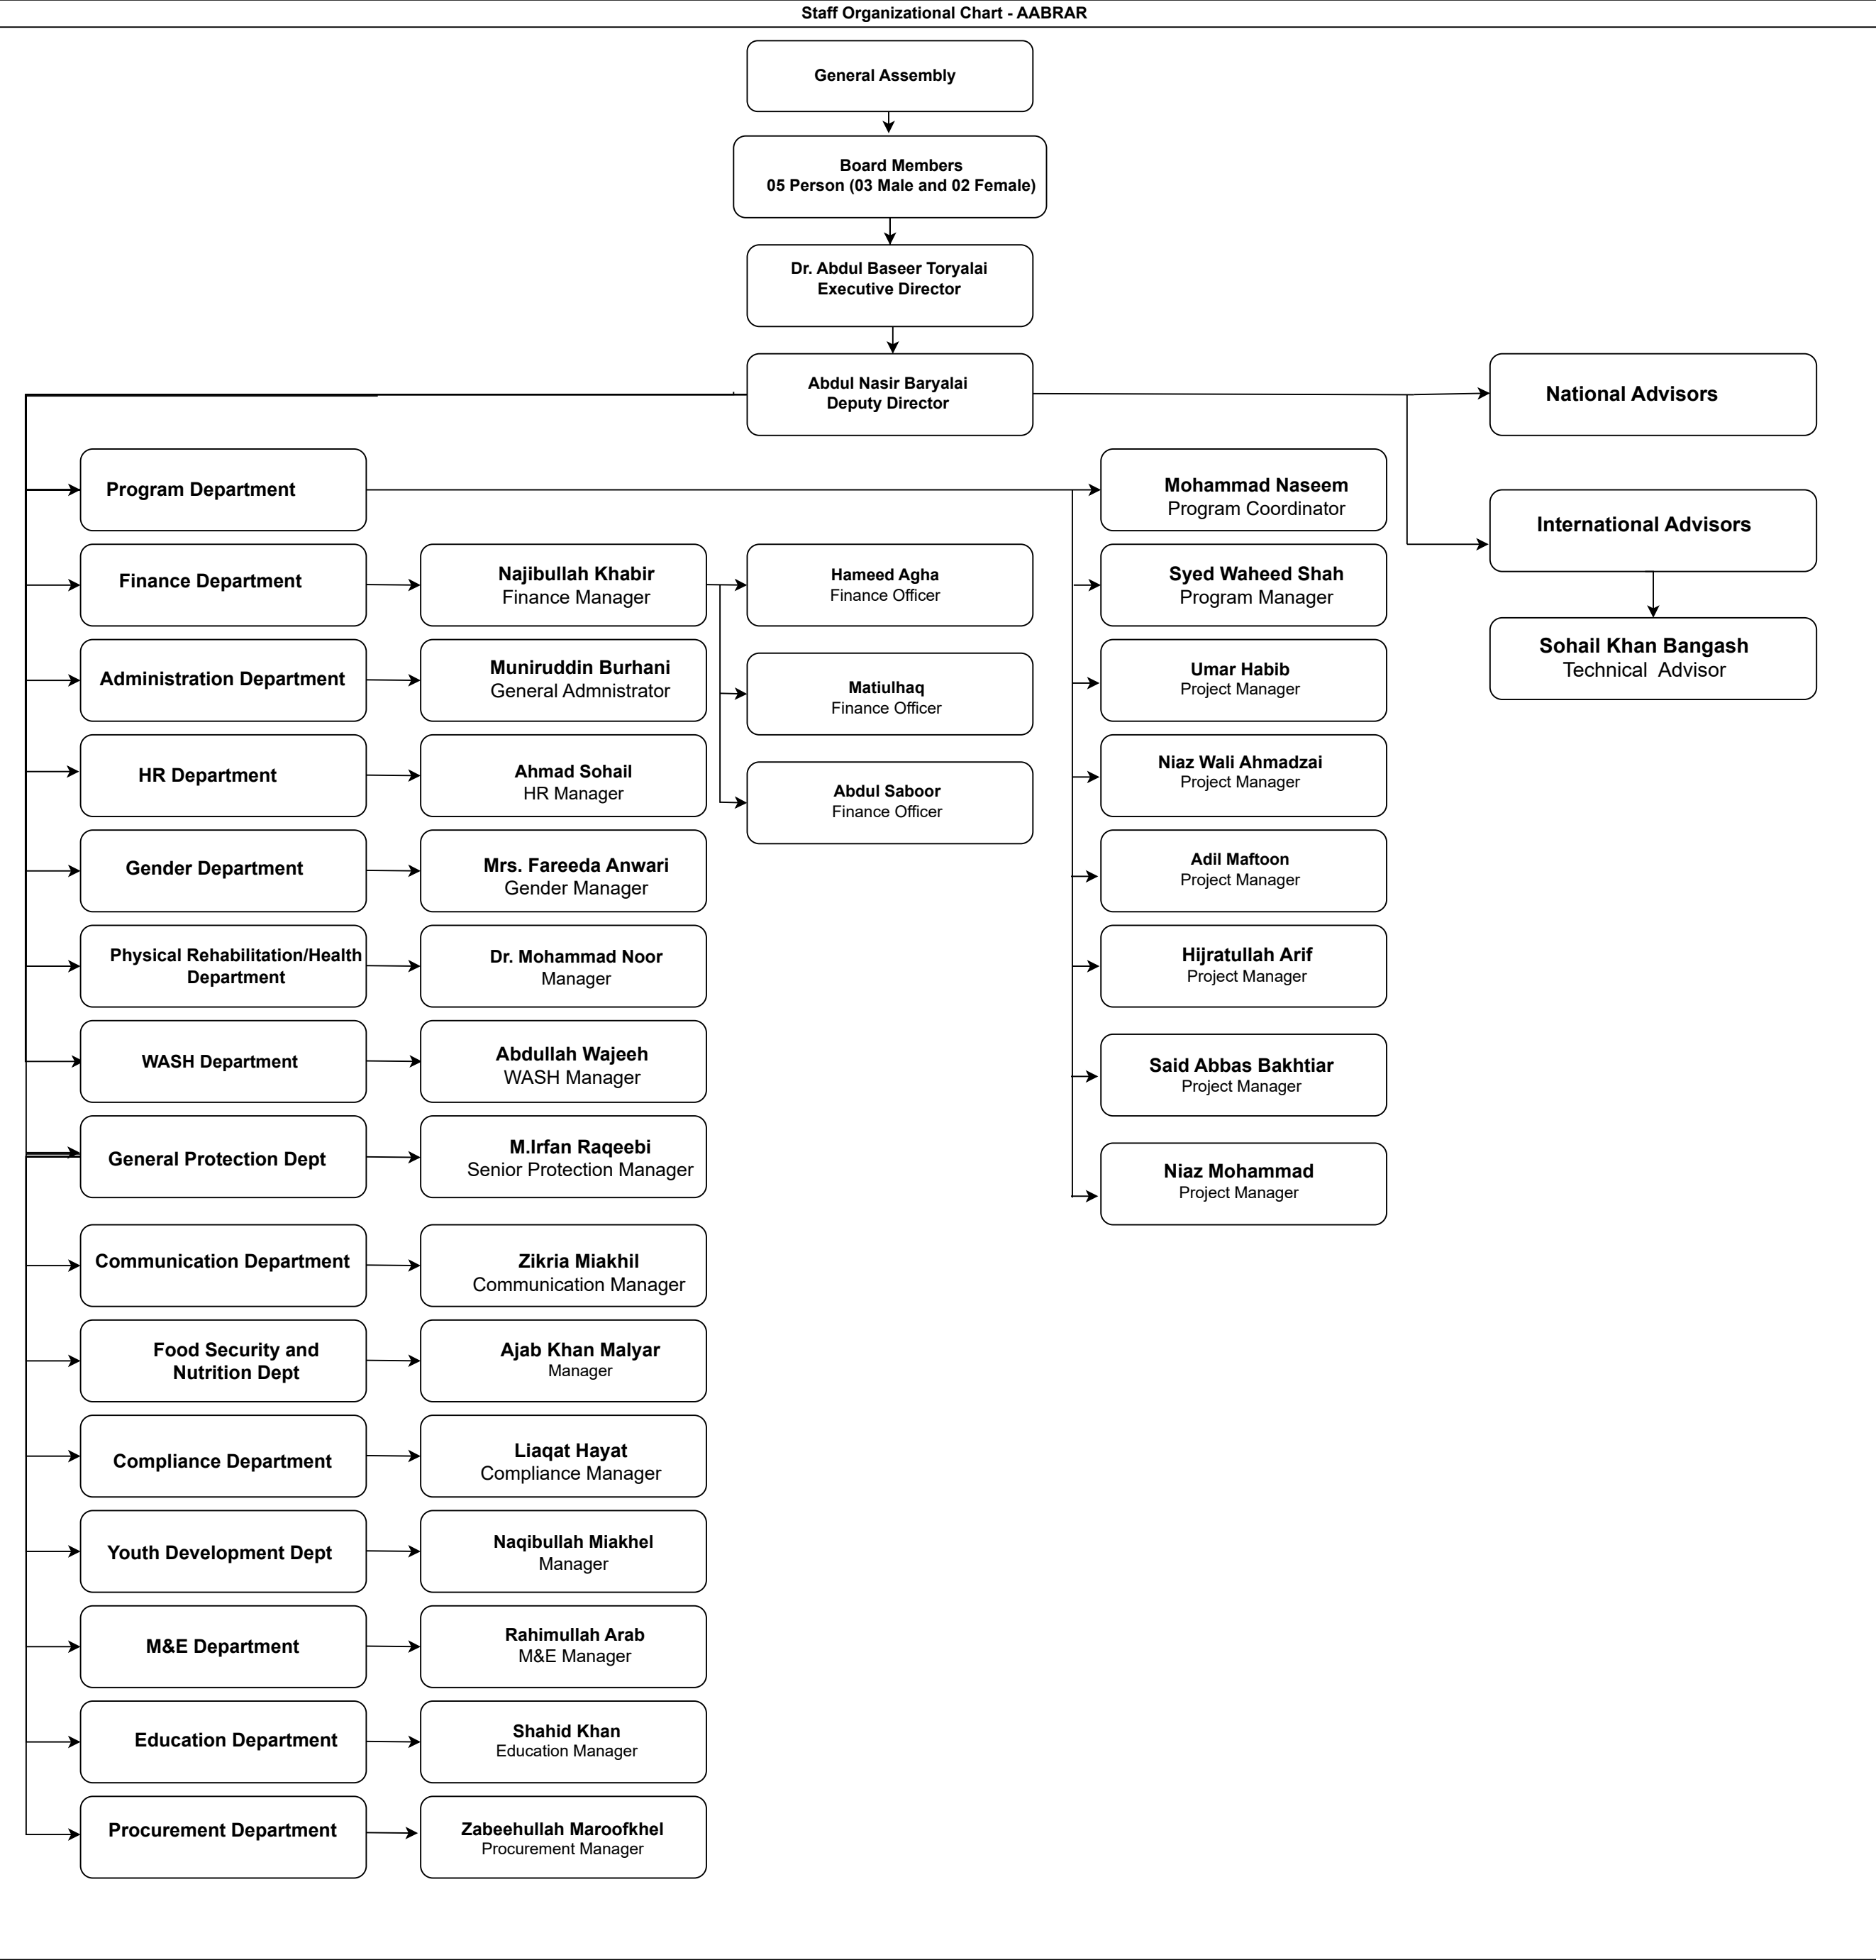 Staff Organizational Chart - AABRAR
General Assembly
Board Members
05 Person (03 Male and 02 Female)
Dr. Abdul Baseer Toryalai
Executive Director
Abdul Nasir Baryalai
Deputy Director
National Advisors
International Advisors
Sohail Khan Bangash
Technical  Advisor
Program Department
Mohammad Naseem
Program Coordinator
Syed Waheed Shah
Program Manager
Umar Habib
Project Manager
Niaz Wali Ahmadzai
Project Manager
Adil Maftoon
Project Manager
Hijratullah Arif
Project Manager
Said Abbas Bakhtiar
Project Manager
Niaz Mohammad
Project Manager
Finance Department
Najibullah Khabir
Finance Manager
Hameed Agha
Finance Officer
Matiulhaq
Finance Officer
Abdul Saboor
Finance Officer
Administration Department
Muniruddin Burhani
General Admnistrator
HR Department
Ahmad Sohail
HR Manager
Gender Department
Mrs. Fareeda Anwari
Gender Manager
Physical Rehabilitation/Health
Department
Dr. Mohammad Noor
Manager
WASH Department
Abdullah Wajeeh
WASH Manager
General Protection Dept
M.Irfan Raqeebi
Senior Protection Manager
Communication Department
Zikria Miakhil
Communication Manager
Food Security and
Nutrition Dept
Ajab Khan Malyar
Manager
Compliance Department
Liaqat Hayat
Compliance Manager
Youth Development Dept
Naqibullah Miakhel
Manager
M&E Department
Rahimullah Arab
M&E Manager
Education Department
Shahid Khan
Education Manager
Procurement Department
Zabeehullah Maroofkhel
Procurement Manager